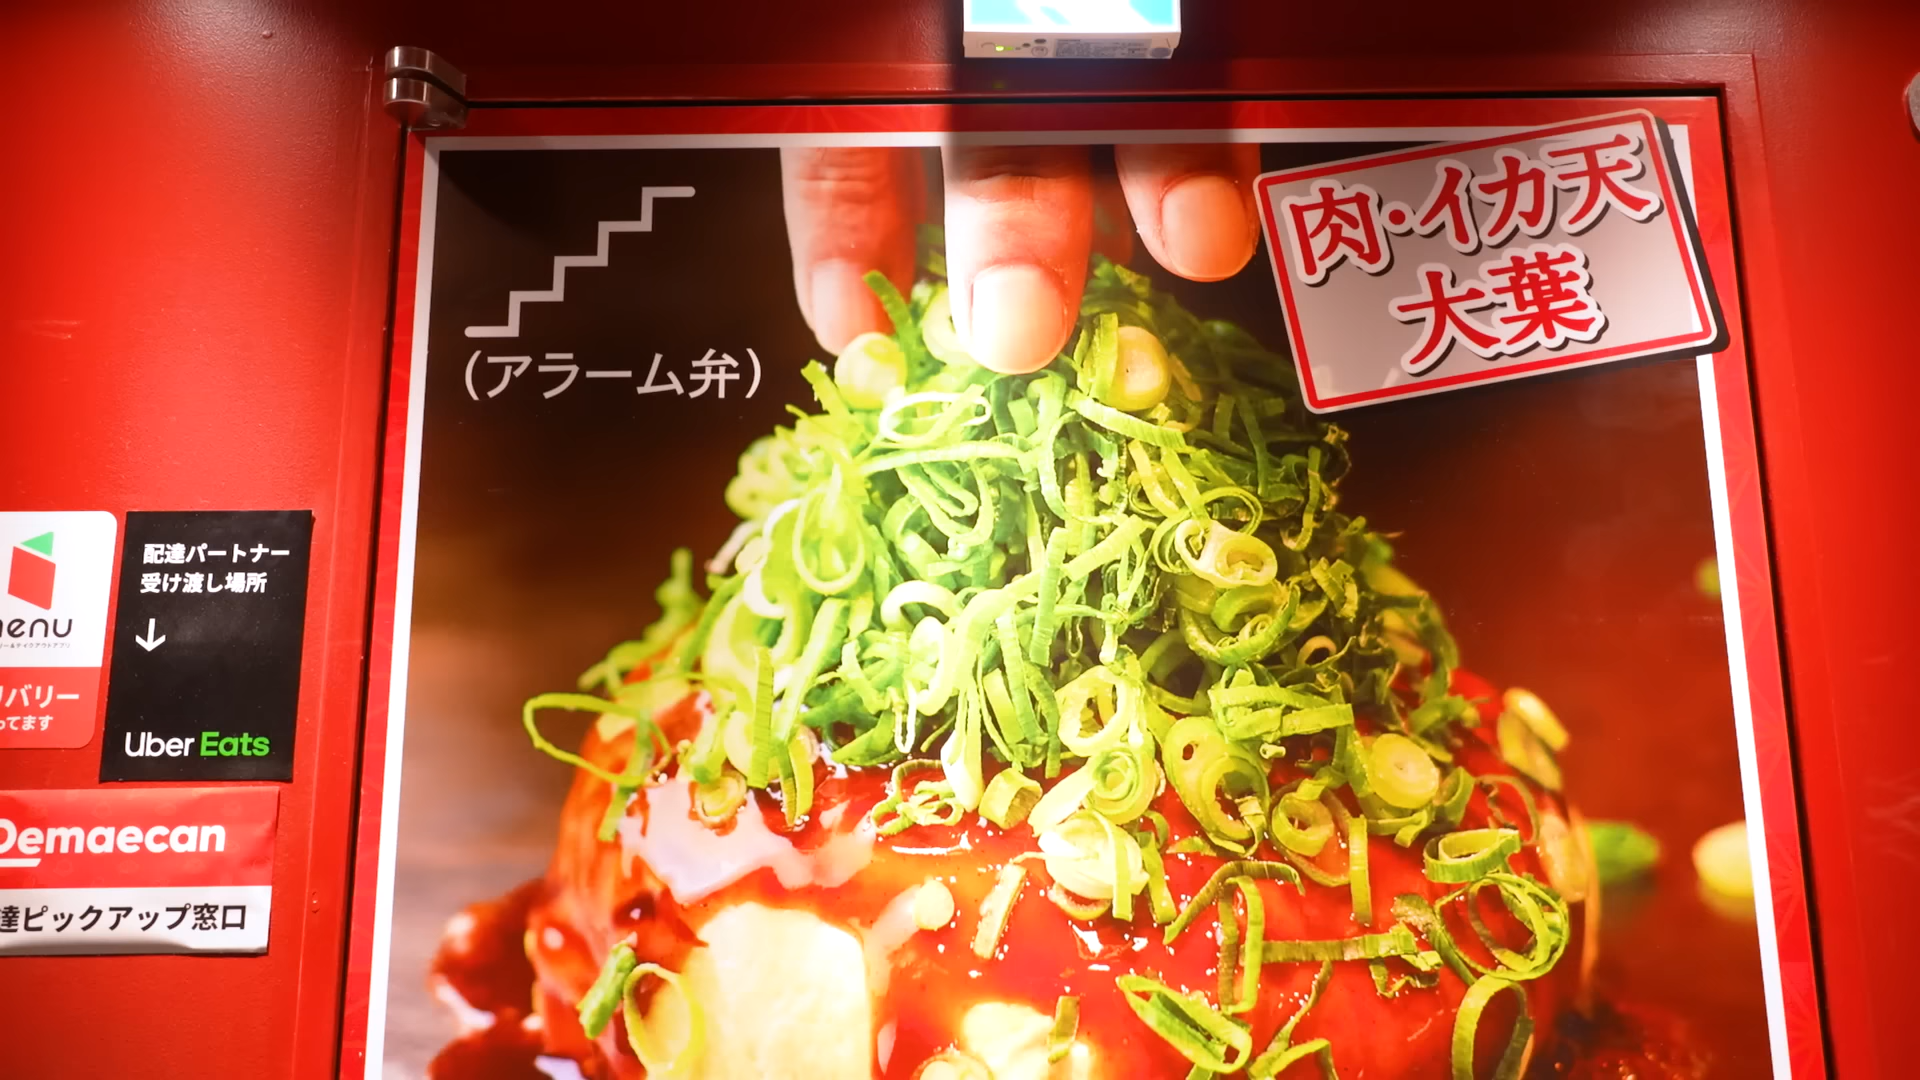 肉・イカ天
大葉
(アラーム弁)
配達パートナー
受け渡し場所
↓
Uber Eats
enu
バリー
ってます
Demaecan
達ピックアップ窓口